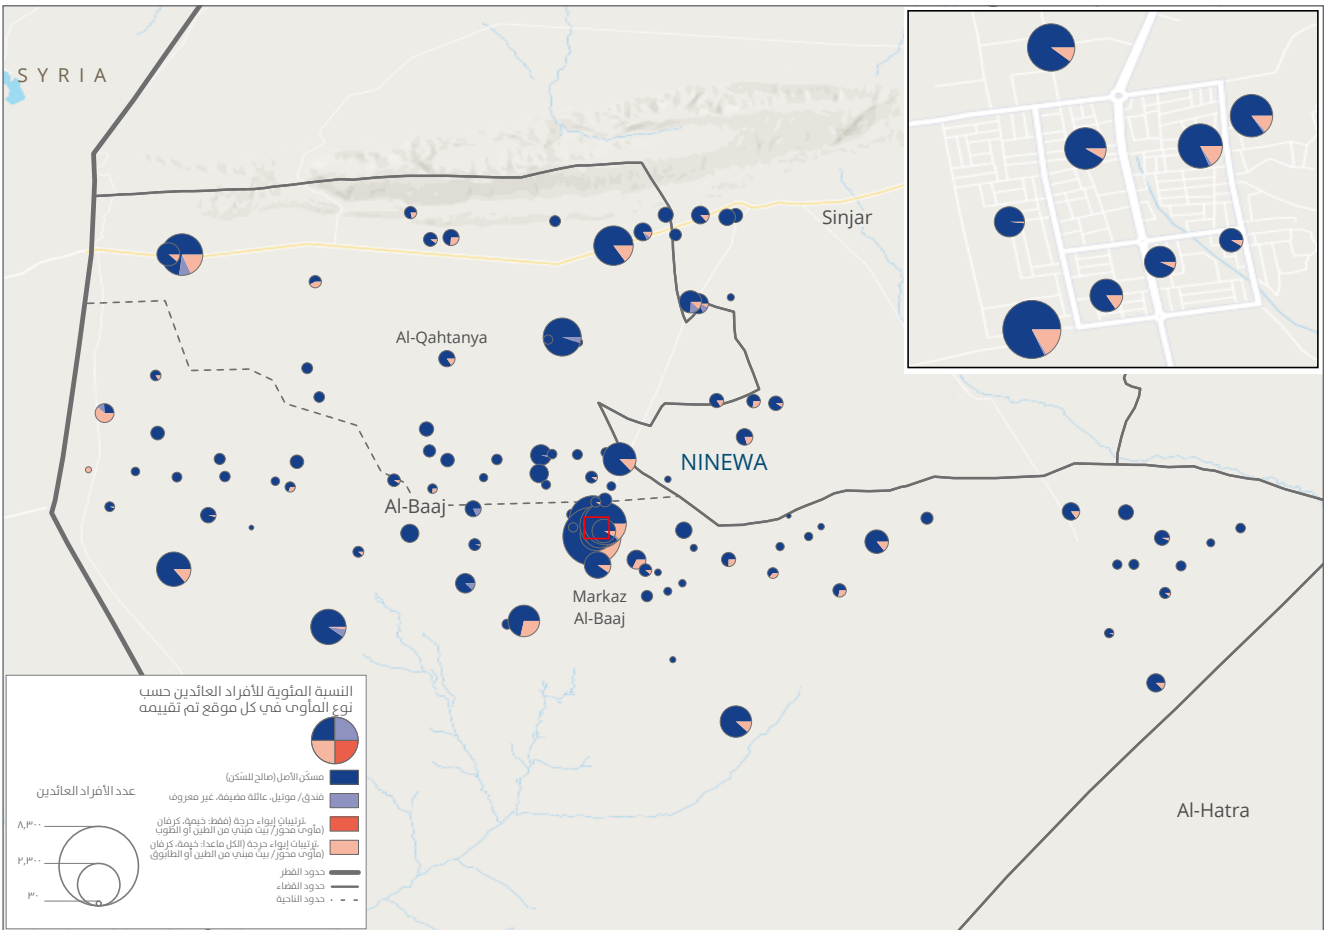 SYRIA
Sinjar
Al-Qahtanya
NINEWA
Al-Baaj
Markaz
Al-Baaj
Al-Hatra
النسبة المئوية للأفراد العائدين حسب
نوع المأوى في كل موقع تم تقييمه
مسكن الأصل (صالح للسكن)
فندق/ موتيل، عائلة مضيفة، غير معروف
ترتيبات إيواء حرجة (فقط: خيمة، كرفان،
مأوى محوّر/ بيت مبني من الطين أو الطوب)
ترتيبات إيواء حرجة (الكل ماعدا: خيمة، كرفان،
مأوى محوّر/ بيت مبني من الطين أو الطابوق)
حدود القطر
حدود القضاء
حدود الناحية
عدد الأفراد العائدين
٨,٣٠٠
٢,٣٠٠
٣٠